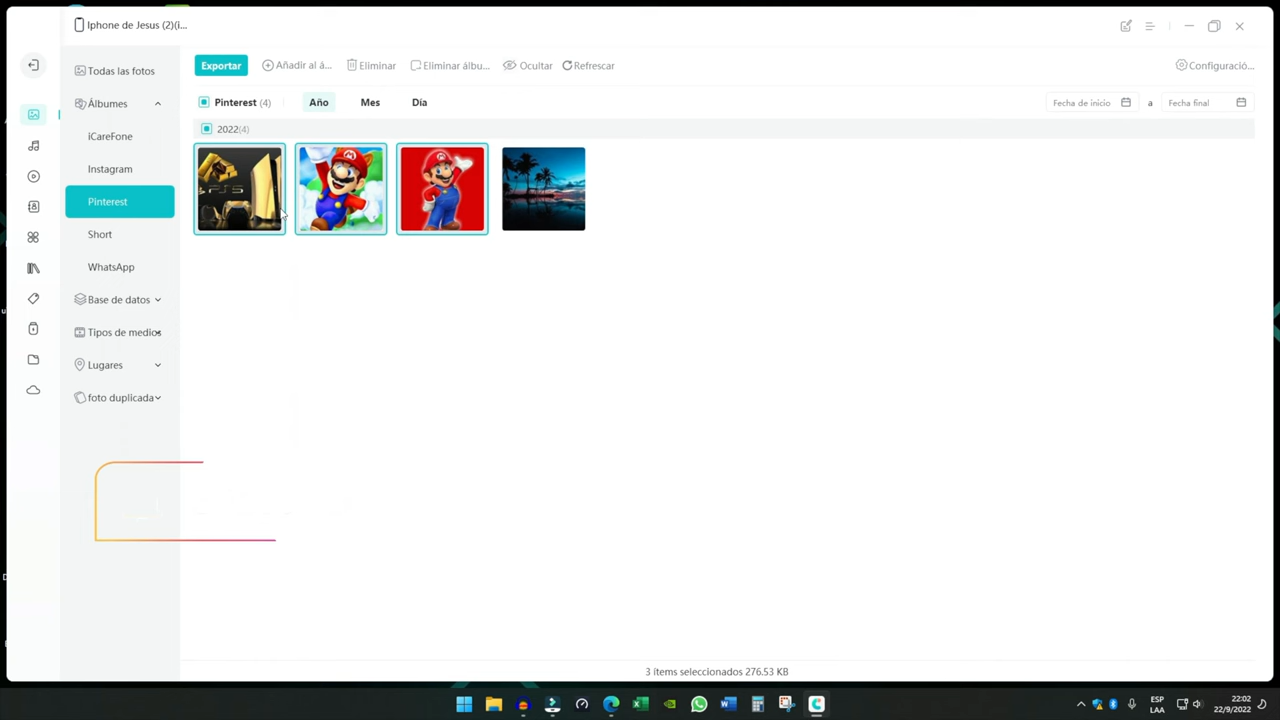 Iphone de Jesus (2)(i...
Todas las fotos
Álbumes
iCareFone
Instagram
Pinterest
Short
WhatsApp
Base de datos
Tipos de medios
Lugares
foto duplicada
Exportar
Añadir al á...
Eliminar
Eliminar álbu...
Ocultar
Refrescar
Configuració...
Pinterest (4)
Año
Mes
Día
Fecha de inicio
a
Fecha final
2022(4)
PS5
3 ítems seleccionados 276.53 KB
ESP
LAA
22:02
22/9/2022